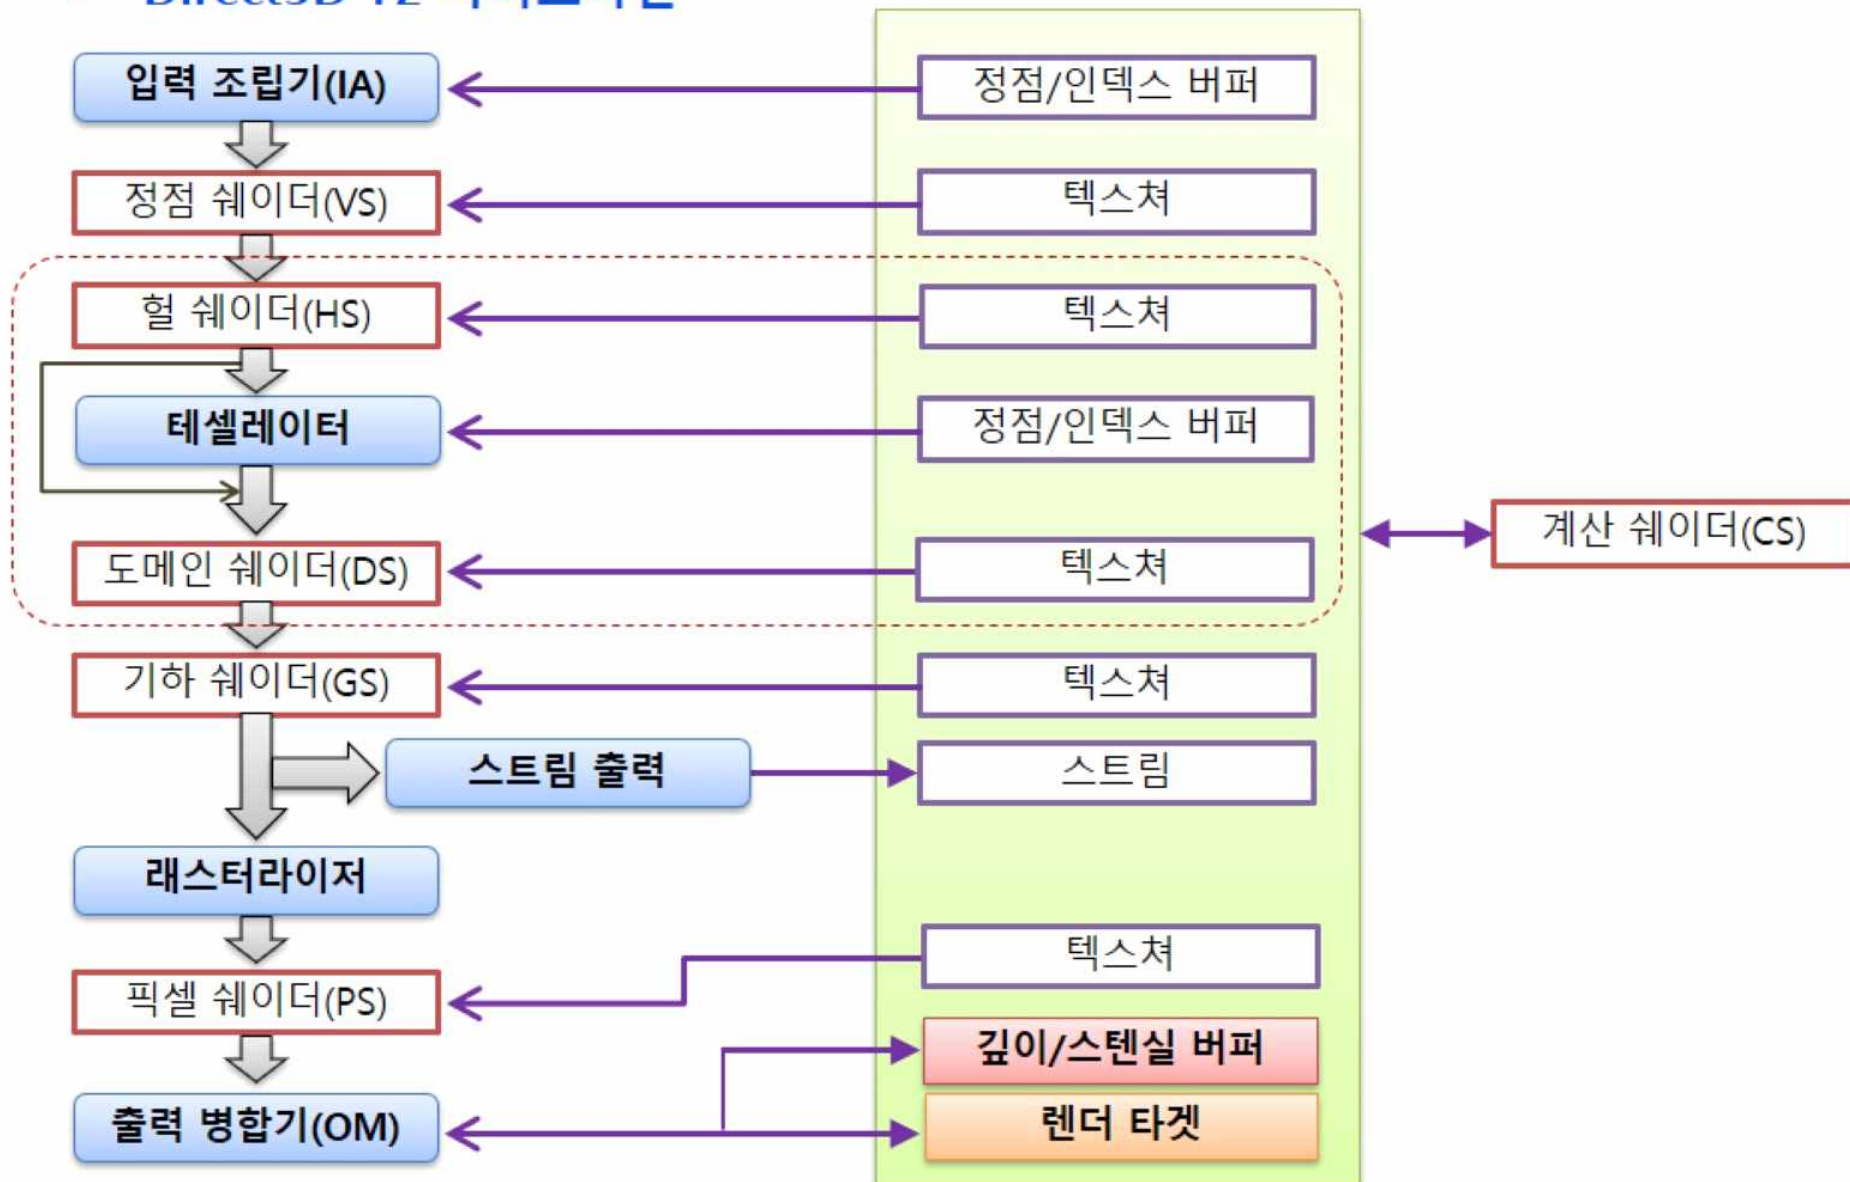 입력 조립기(IA)
정점/인덱스 버퍼
정점 쉐이더(VS)
텍스쳐
헐 쉐이더(HS)
텍스쳐
테셀레이터
정점/인덱스 버퍼
계산 쉐이더(CS)
도메인 쉐이더(DS)
텍스쳐
기하 쉐이더(GS)
텍스쳐
스트림 출력
스트림
래스터라이저
텍스쳐
픽셀 쉐이더(PS)
깊이/스텐실 버퍼
출력 병합기(OM)
렌더 타겟